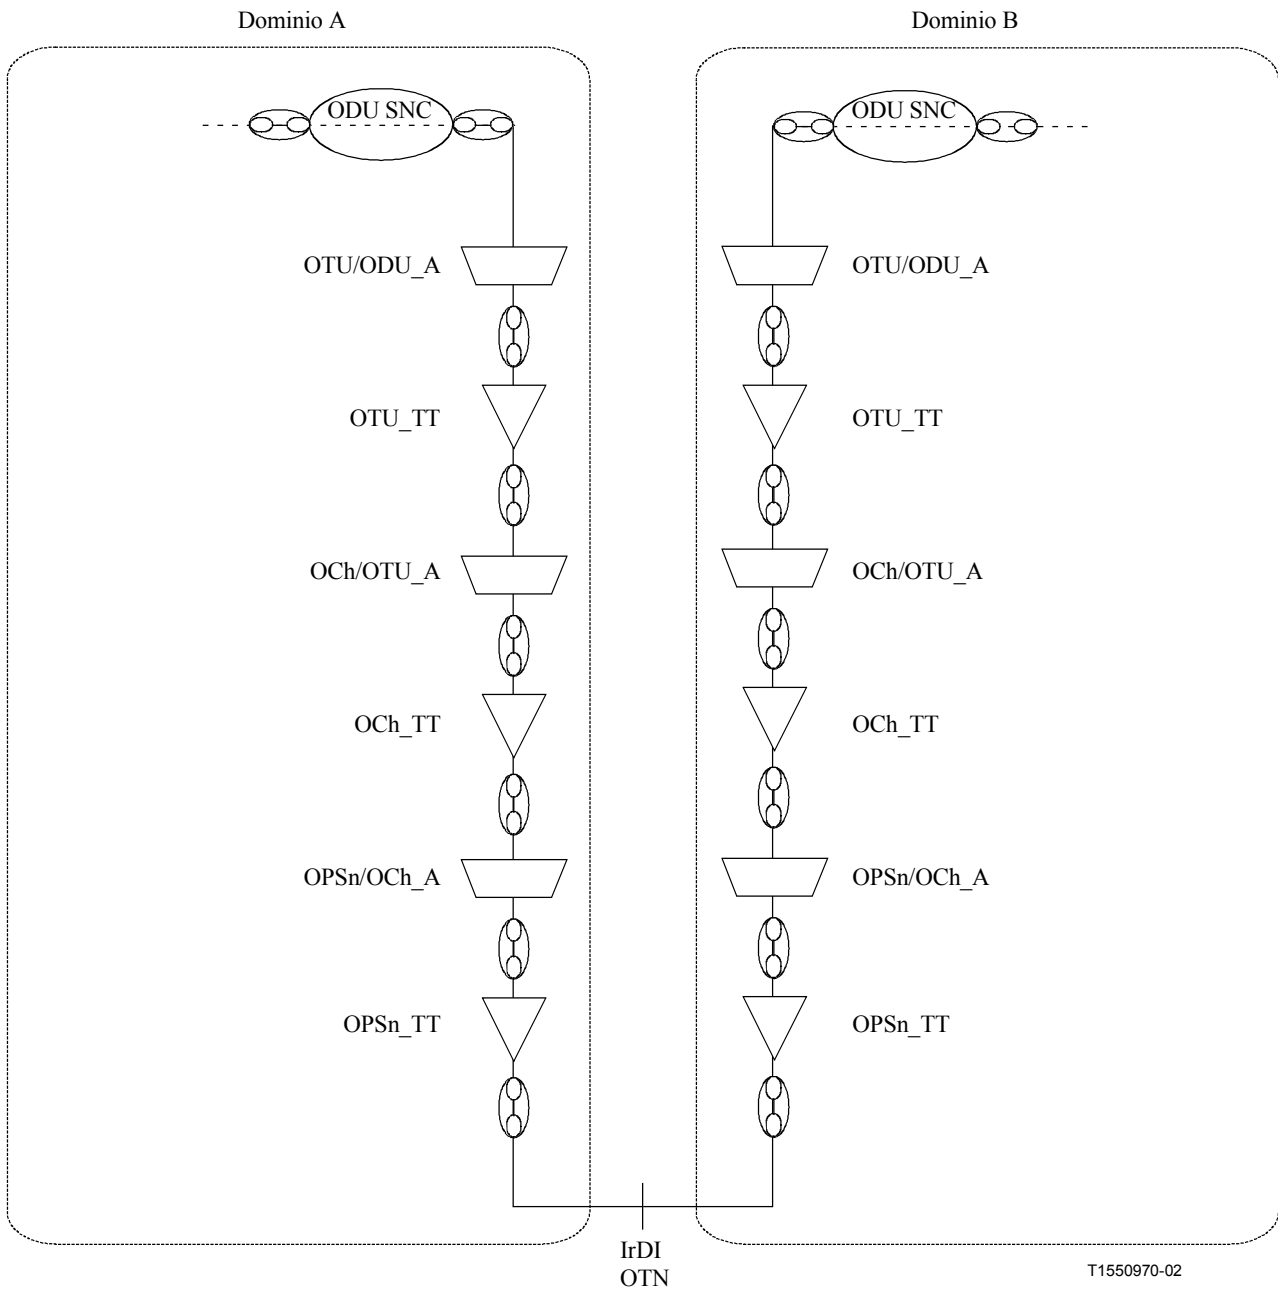 Dominio A
Dominio B
ODU SNC
ODU SNC
OTU/ODU_A
OTU/ODU_A
OTU_TT
OTU_TT
OCh/OTU_A
OCh/OTU_A
OCh_TT
OCh_TT
OPSn/OCh_A
OPSn/OCh_A
OPSn_TT
OPSn_TT
IrDI
OTN
T1550970-02